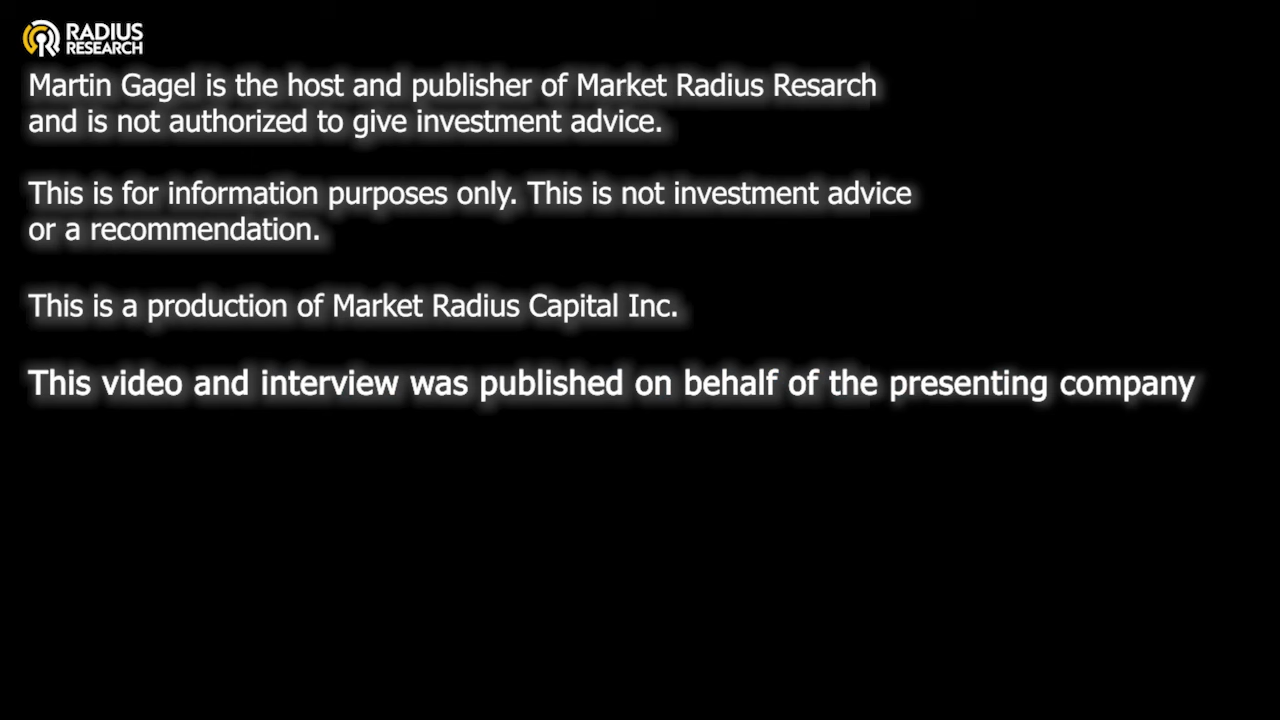 RADIUS
RESEARCH
Martin Gagel is the host and publisher of Market Radius Resarch
and is not authorized to give investment advice.
This is for information purposes only. This is not investment advice
or a recommendation.
This is a production of Market Radius Capital Inc.
This video and interview was published on behalf of the presenting company